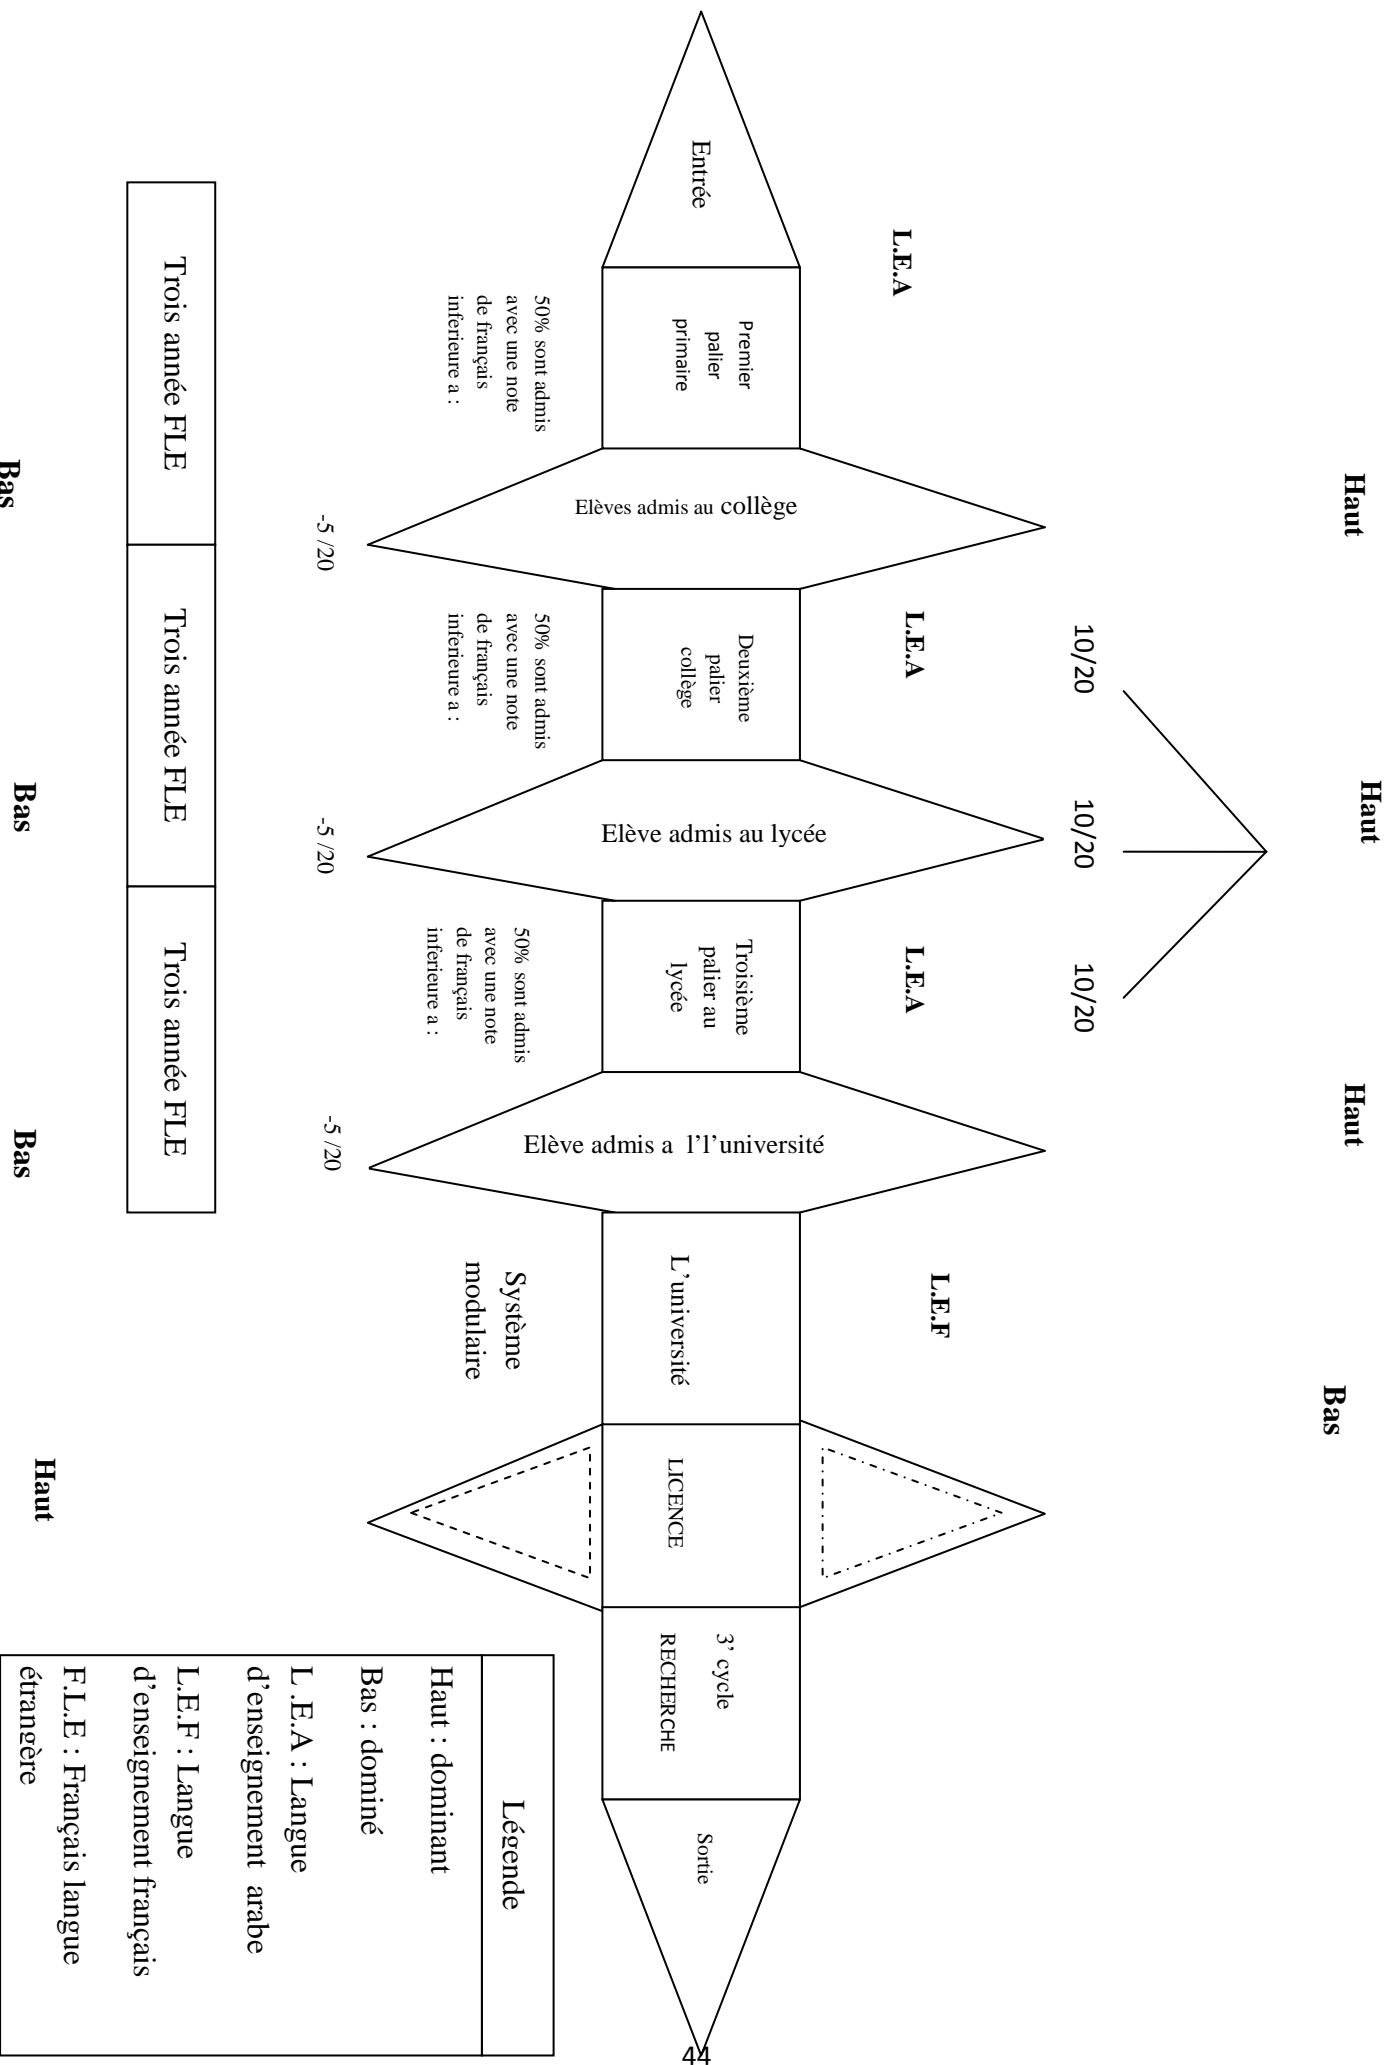 Haut
Haut
Haut
Bas
10/20
10/20
10/20
L.E.A
L.E.A
L.E.A
L.E.F
Entrée
Premier
palier
primaire
Elèves admis au collège
Deuxième
palier
collège
Elève admis au lycée
Troisième
palier au
lycée
Elève admis a l'l'université
L'université
LICENCE
3' cycle
RECHERCHE
Sortie
50% sont admis
avec une note
de français
inferieure a :
-5 /20
50% sont admis
avec une note
de français
inferieure a :
-5 /20
50% sont admis
avec une note
de français
inferieure a :
-5 /20
Système
modulaire
Trois année FLE
Trois année FLE
Trois année FLE
Bas
Bas
Bas
Haut
Légende
Haut : dominant
Bas : dominé
L .E.A : Langue
d'enseignement arabe
L.E.F : Langue
d'enseignement français
F.L.E : Français langue
étrangère
44